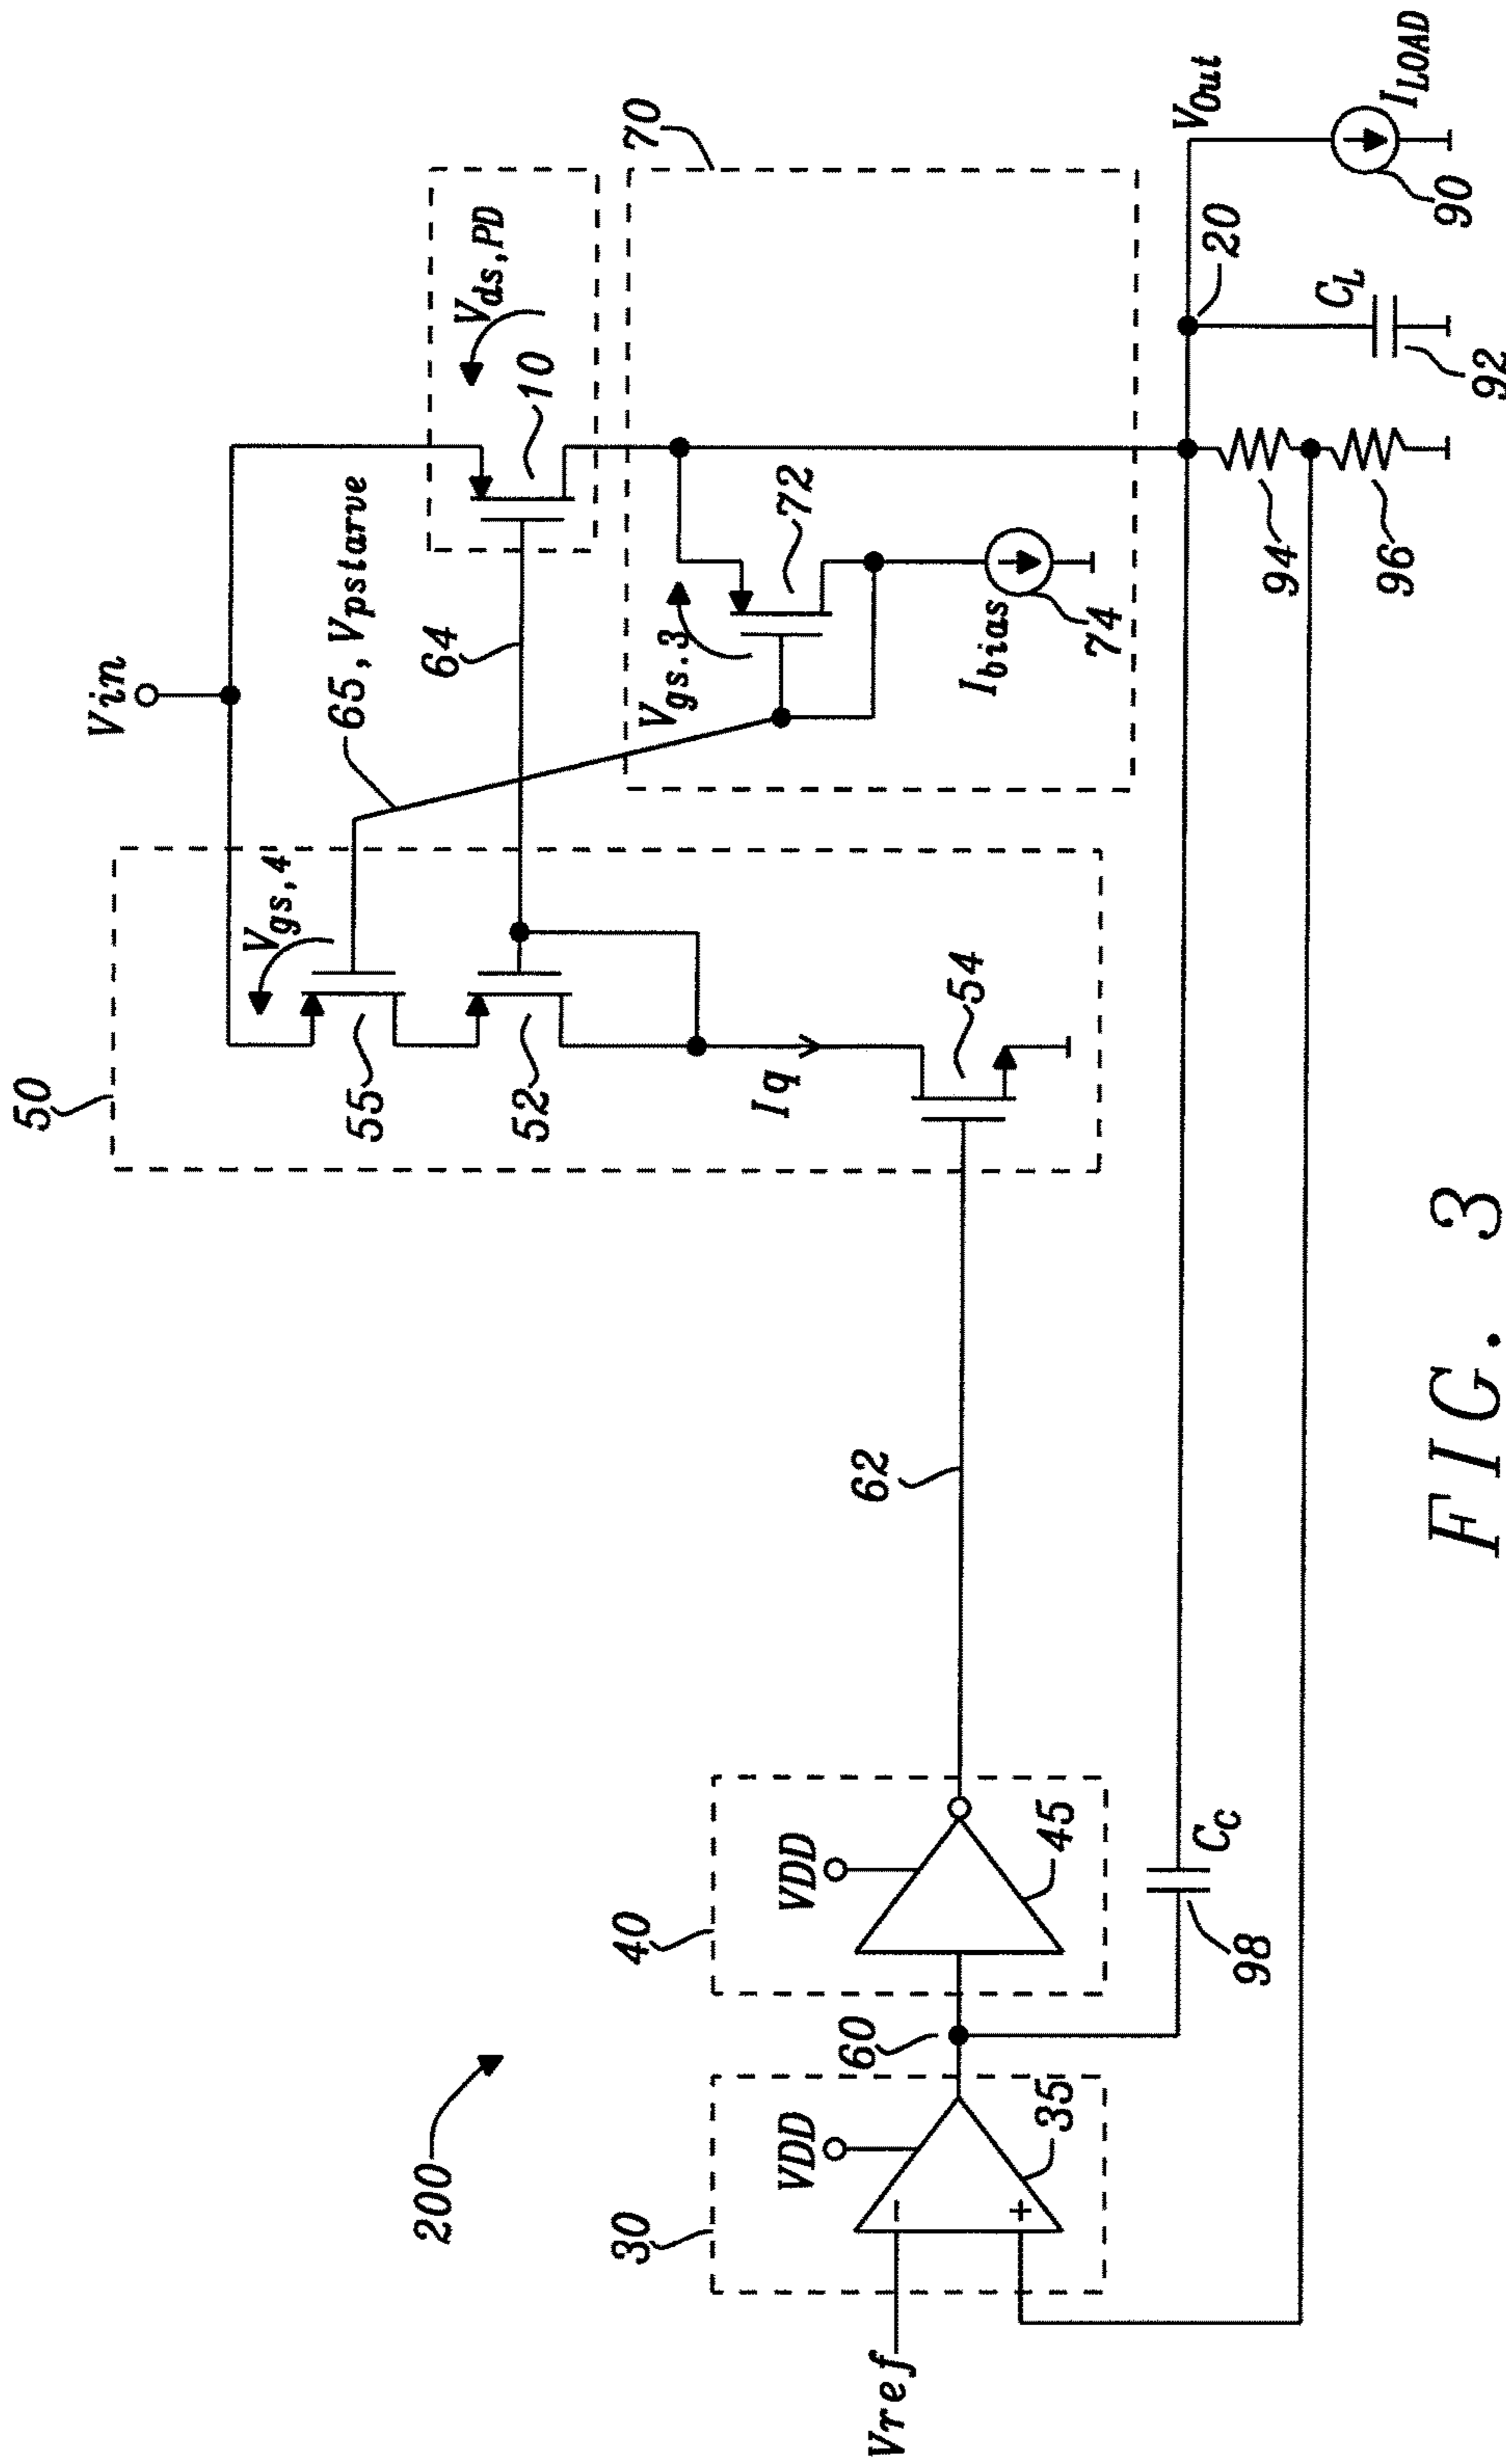 Vin
50
Vgs,4
65, Vpstarve
Vds,PD
55
10
64
52
70
Vgs.3
72
Iq
54
Ibias
74
200
30
VDD
35
40
VDD
45
60
62
Vref
98
CC
VOut
20
94
96
CL
92
90
ILOAD
-
+
FIG. 3